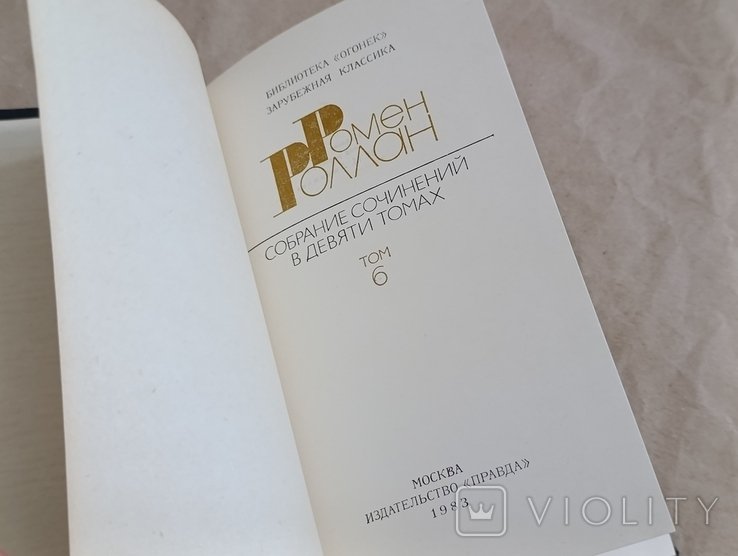 БИБЛИОТЕКА «ОГОНЕК»
ЗАРУБЕЖНАЯ КЛАССИКА
РОМЕН
РОЛЛАН
СОБРАНИЕ СОЧИНЕНИЙ
В ДЕВЯТИ ТОМАХ
ТОМ
6
МОСКВА
ИЗДАТЕЛЬСТВО «ПРАВДА»
1983
VIOLITY